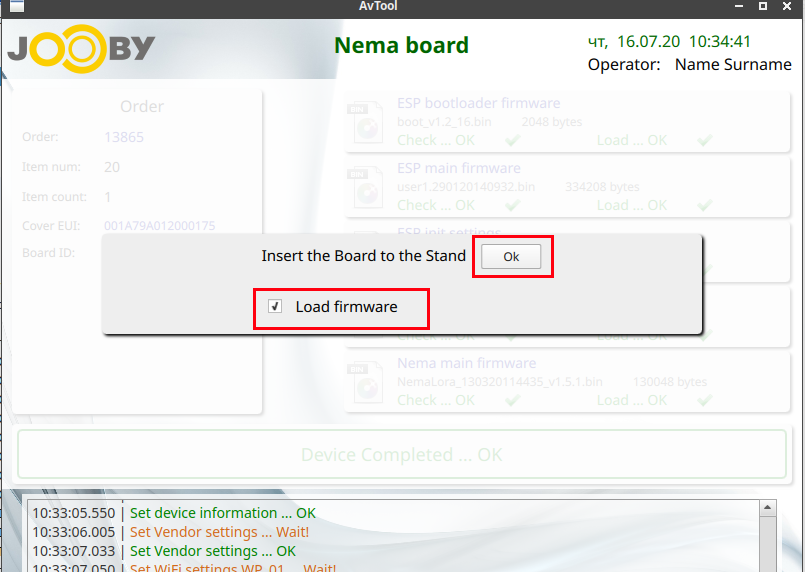 AvTool
JOOBY
Nema board
чт, 16.07.20 10:34:41
Operator: Name Surname
Order
Order: 13865
Item num: 20
Item count: 1
Cover EUI: 001A79A012000175
Board ID:
ESP bootloader firmware
boot_v1.2_16.bin 2048 bytes
Check ... OK Load ... OK
ESP main firmware
user1.290120140932.bin 334208 bytes
Check ... OK Load ... OK
ESP init settings
Insert the Board to the Stand Ok
Load firmware
Check ... OK Load ... OK
Nema main firmware
NemaLora_130320114435_v1.5.1.bin 130048 bytes
Check ... OK Load ... OK
Device Completed ... OK
10:33:05.550 | Set device information ... OK
10:33:06.005 | Set Vendor settings ... Wait!
10:33:07.033 | Set Vendor settings ... OK
10:33:07.050 | Set WiFi settings WP_01 ... Wait!